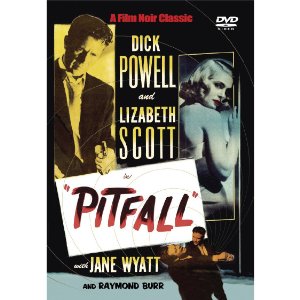 A Film Noir Classic
DVD
DICK
POWELL
and
LIZABETH
SCOTT
in
"PITFALL"
with JANE WYATT
AND RAYMOND BURR